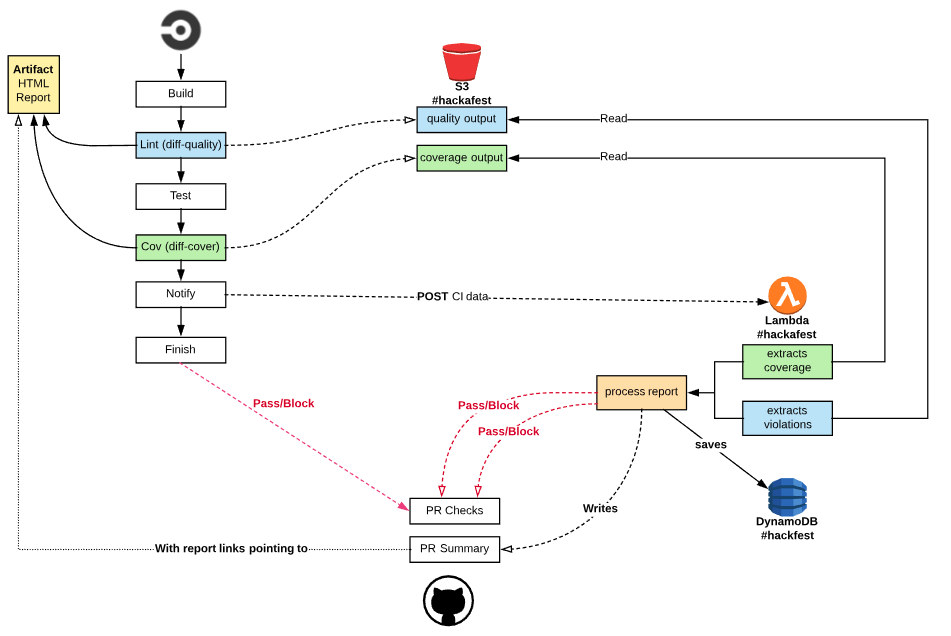 Artifact
HTML
Report
Build
Lint (diff-quality)
Test
Cov (diff-cover)
Notify
Finish
S3
#hackafest
quality output
coverage output
Read
Read
POST CI data
Lambda
#hackafest
extracts
coverage
extracts
violations
process report
Pass/Block
Pass/Block
Pass/Block
saves
DynamoDB
#hackfest
Writes
PR Checks
PR Summary
With report links pointing to